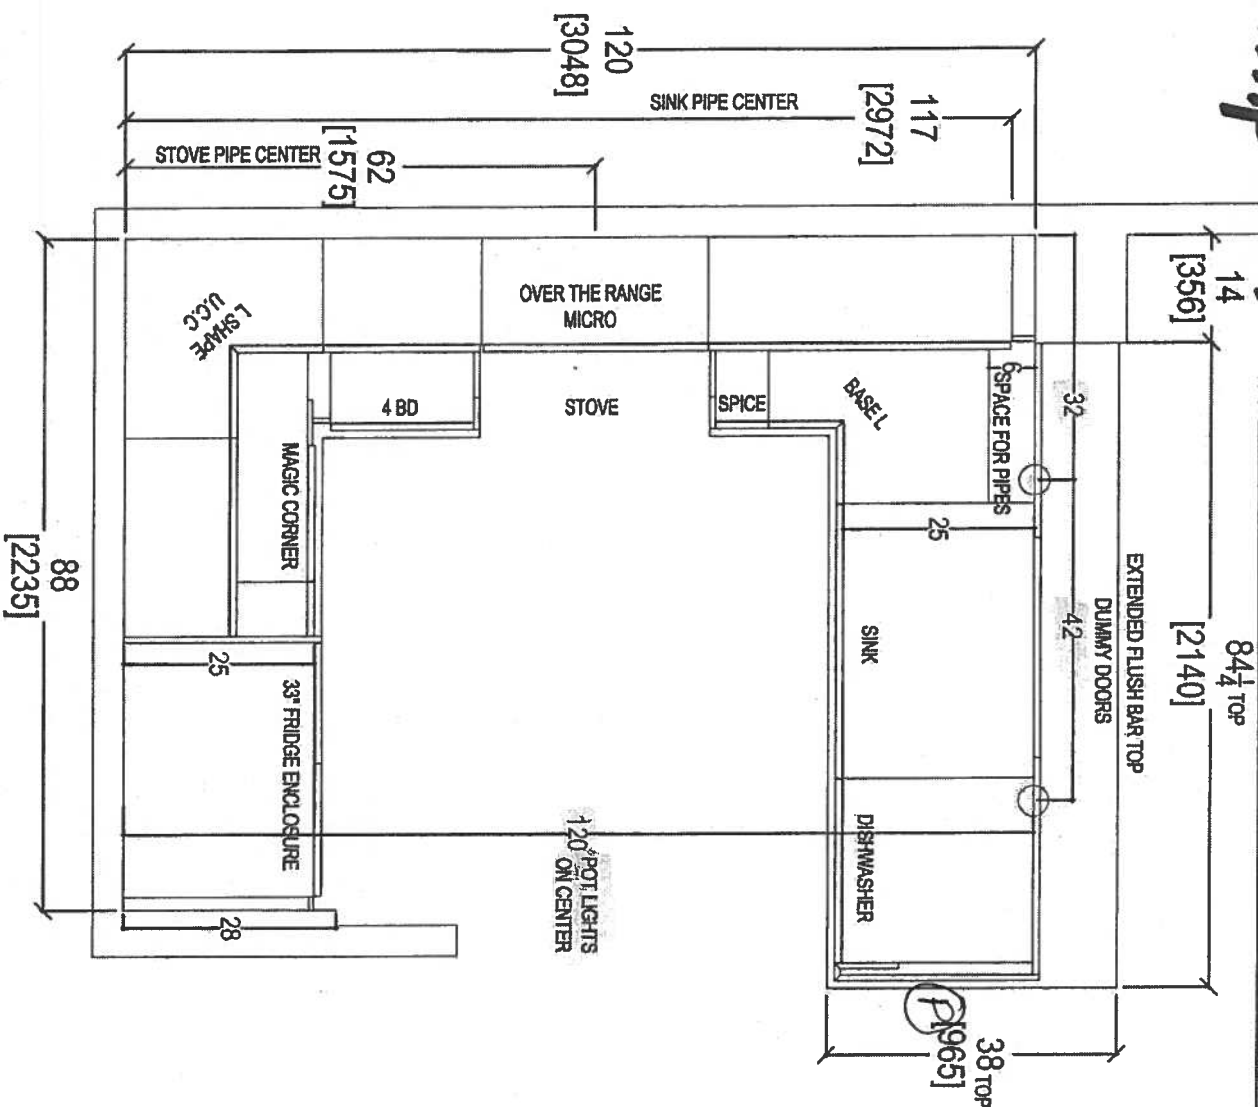 120
[3048]
SINK PIPE CENTER
117
[2972]
STOVE PIPE CENTER
62
[1575]
14
[356]
84¼ TOP
[2140]
EXTENDED FLUSH BAR TOP
DUMMY DOORS
32
42
OVER THE RANGE
MICRO
L SHAPE
U.C.C
4 BD
STOVE
SPICE
BASE L
6
SPACE FOR PIPES
25
MAGIC CORNER
SINK
25
33" FRIDGE ENCLOSURE
DISHWASHER
120" POT LIGHTS
ON CENTER
28
88
[2235]
P
38 TOP
[965]